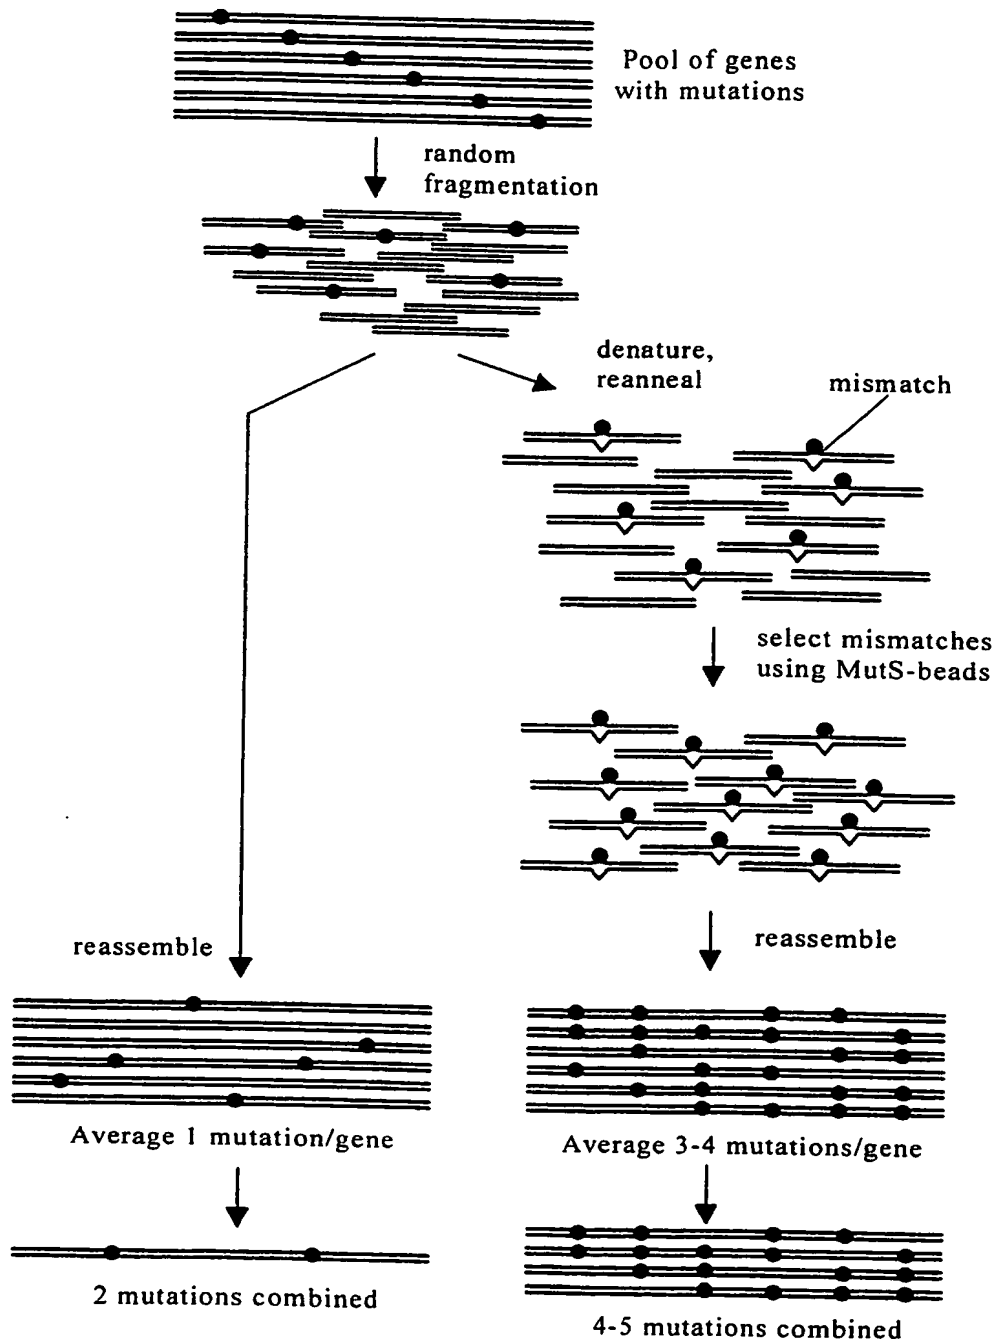 Pool of genes
with mutations
random
fragmentation
denature,
reanneal
mismatch
select mismatches
using MutS-beads
reassemble
reassemble
Average 1 mutation/gene
Average 3-4 mutations/gene
2 mutations combined
4-5 mutations combined